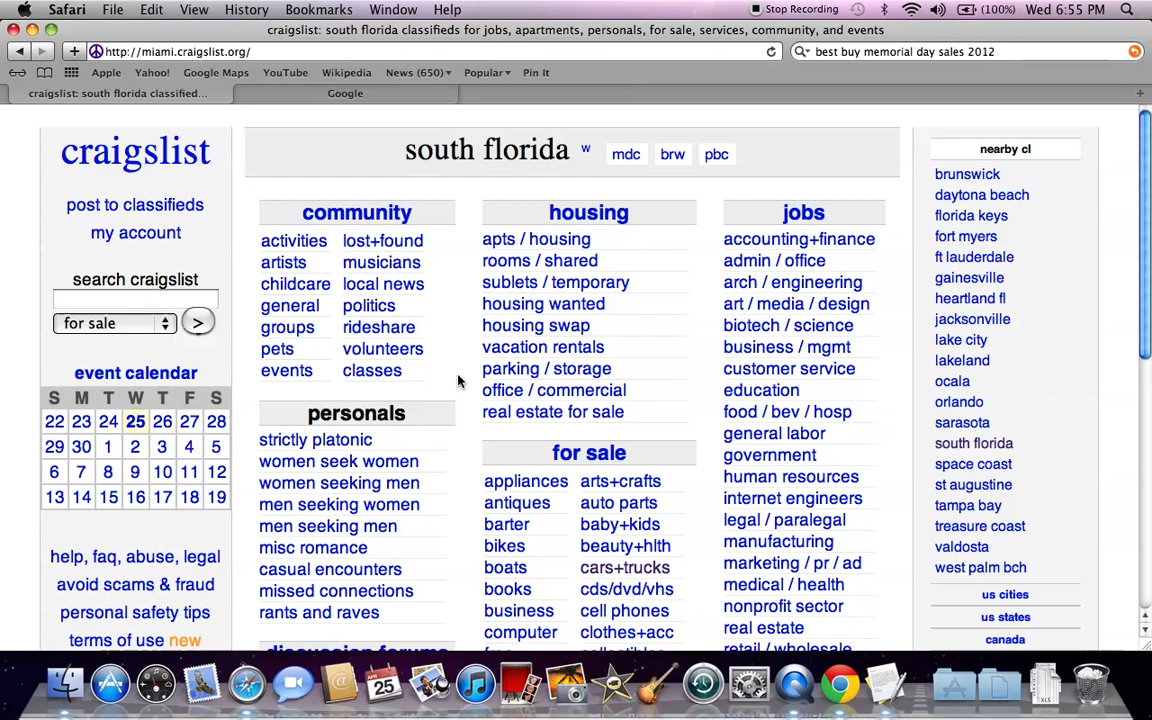 Safari File Edit View History Bookmarks Window Help Stop Recording (100%) Wed 6:55 PM
craigslist: south florida classifieds for jobs, apartments, personals, for sale, services, community, and events
http://miami.craigslist.org/ best buy memorial day sales 2012
Apple Yahoo! Google Maps YouTube Wikipedia News (650) Popular Pin It
craigslist: south florida classified... Google
craigslist
post to classifieds
my account
search craigslist
for sale >
event calendar
S M T W T F S
22 23 24 25 26 27 28
29 30 1 2 3 4 5
6 7 8 9 10 11 12
13 14 15 16 17 18 19
help, faq, abuse, legal
avoid scams & fraud
personal safety tips
terms of use new
south florida w mdc brw pbc
community
activities lost+found
artists musicians
childcare local news
general politics
groups rideshare
pets volunteers
events classes
personals
strictly platonic
women seek women
women seeking men
men seeking women
men seeking men
misc romance
casual encounters
missed connections
rants and raves
discussion forums
housing
apts / housing
rooms / shared
sublets / temporary
housing wanted
housing swap
vacation rentals
parking / storage
office / commercial
real estate for sale
for sale
appliances arts+crafts
antiques auto parts
barter baby+kids
bikes beauty+hlth
boats cars+trucks
books cds/dvd/vhs
business cell phones
computer clothes+acc
free collectibles
jobs
accounting+finance
admin / office
arch / engineering
art / media / design
biotech / science
business / mgmt
customer service
education
food / bev / hosp
general labor
government
human resources
internet engineers
legal / paralegal
manufacturing
marketing / pr / ad
medical / health
nonprofit sector
real estate
retail / wholesale
nearby cl
brunswick
daytona beach
florida keys
fort myers
ft lauderdale
gainesville
heartland fl
jacksonville
lake city
lakeland
ocala
orlando
sarasota
south florida
space coast
st augustine
tampa bay
treasure coast
valdosta
west palm bch
us cities
us states
canada
APR
25
XLS